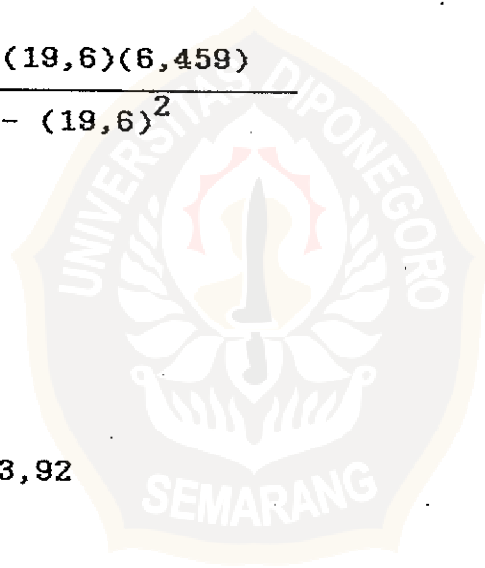 (19,6)(6,459)
- (19,6)²
UNIVERSITAS DIPONEGORO
3,92
SEMARANG